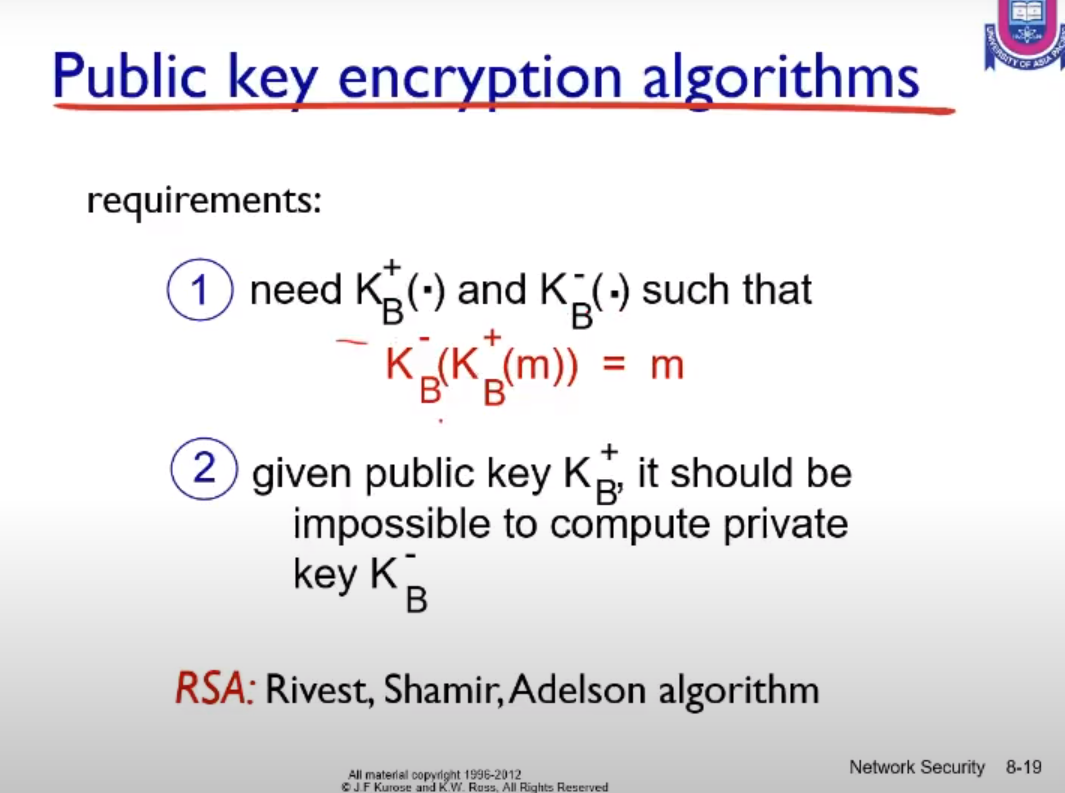 UNIVERSITY OF ASIA PACIFIC
Public key encryption algorithms
requirements:
1 need K_B^+(·) and K_B^-(·) such that
K_B^-(K_B^+(m)) = m
2 given public key K_B^+, it should be
impossible to compute private
key K_B^-
RSA: Rivest, Shamir, Adelson algorithm
Network Security 8-19
All material copyright 1996-2012
© J.F Kurose and K.W. Ross, All Rights Reserved